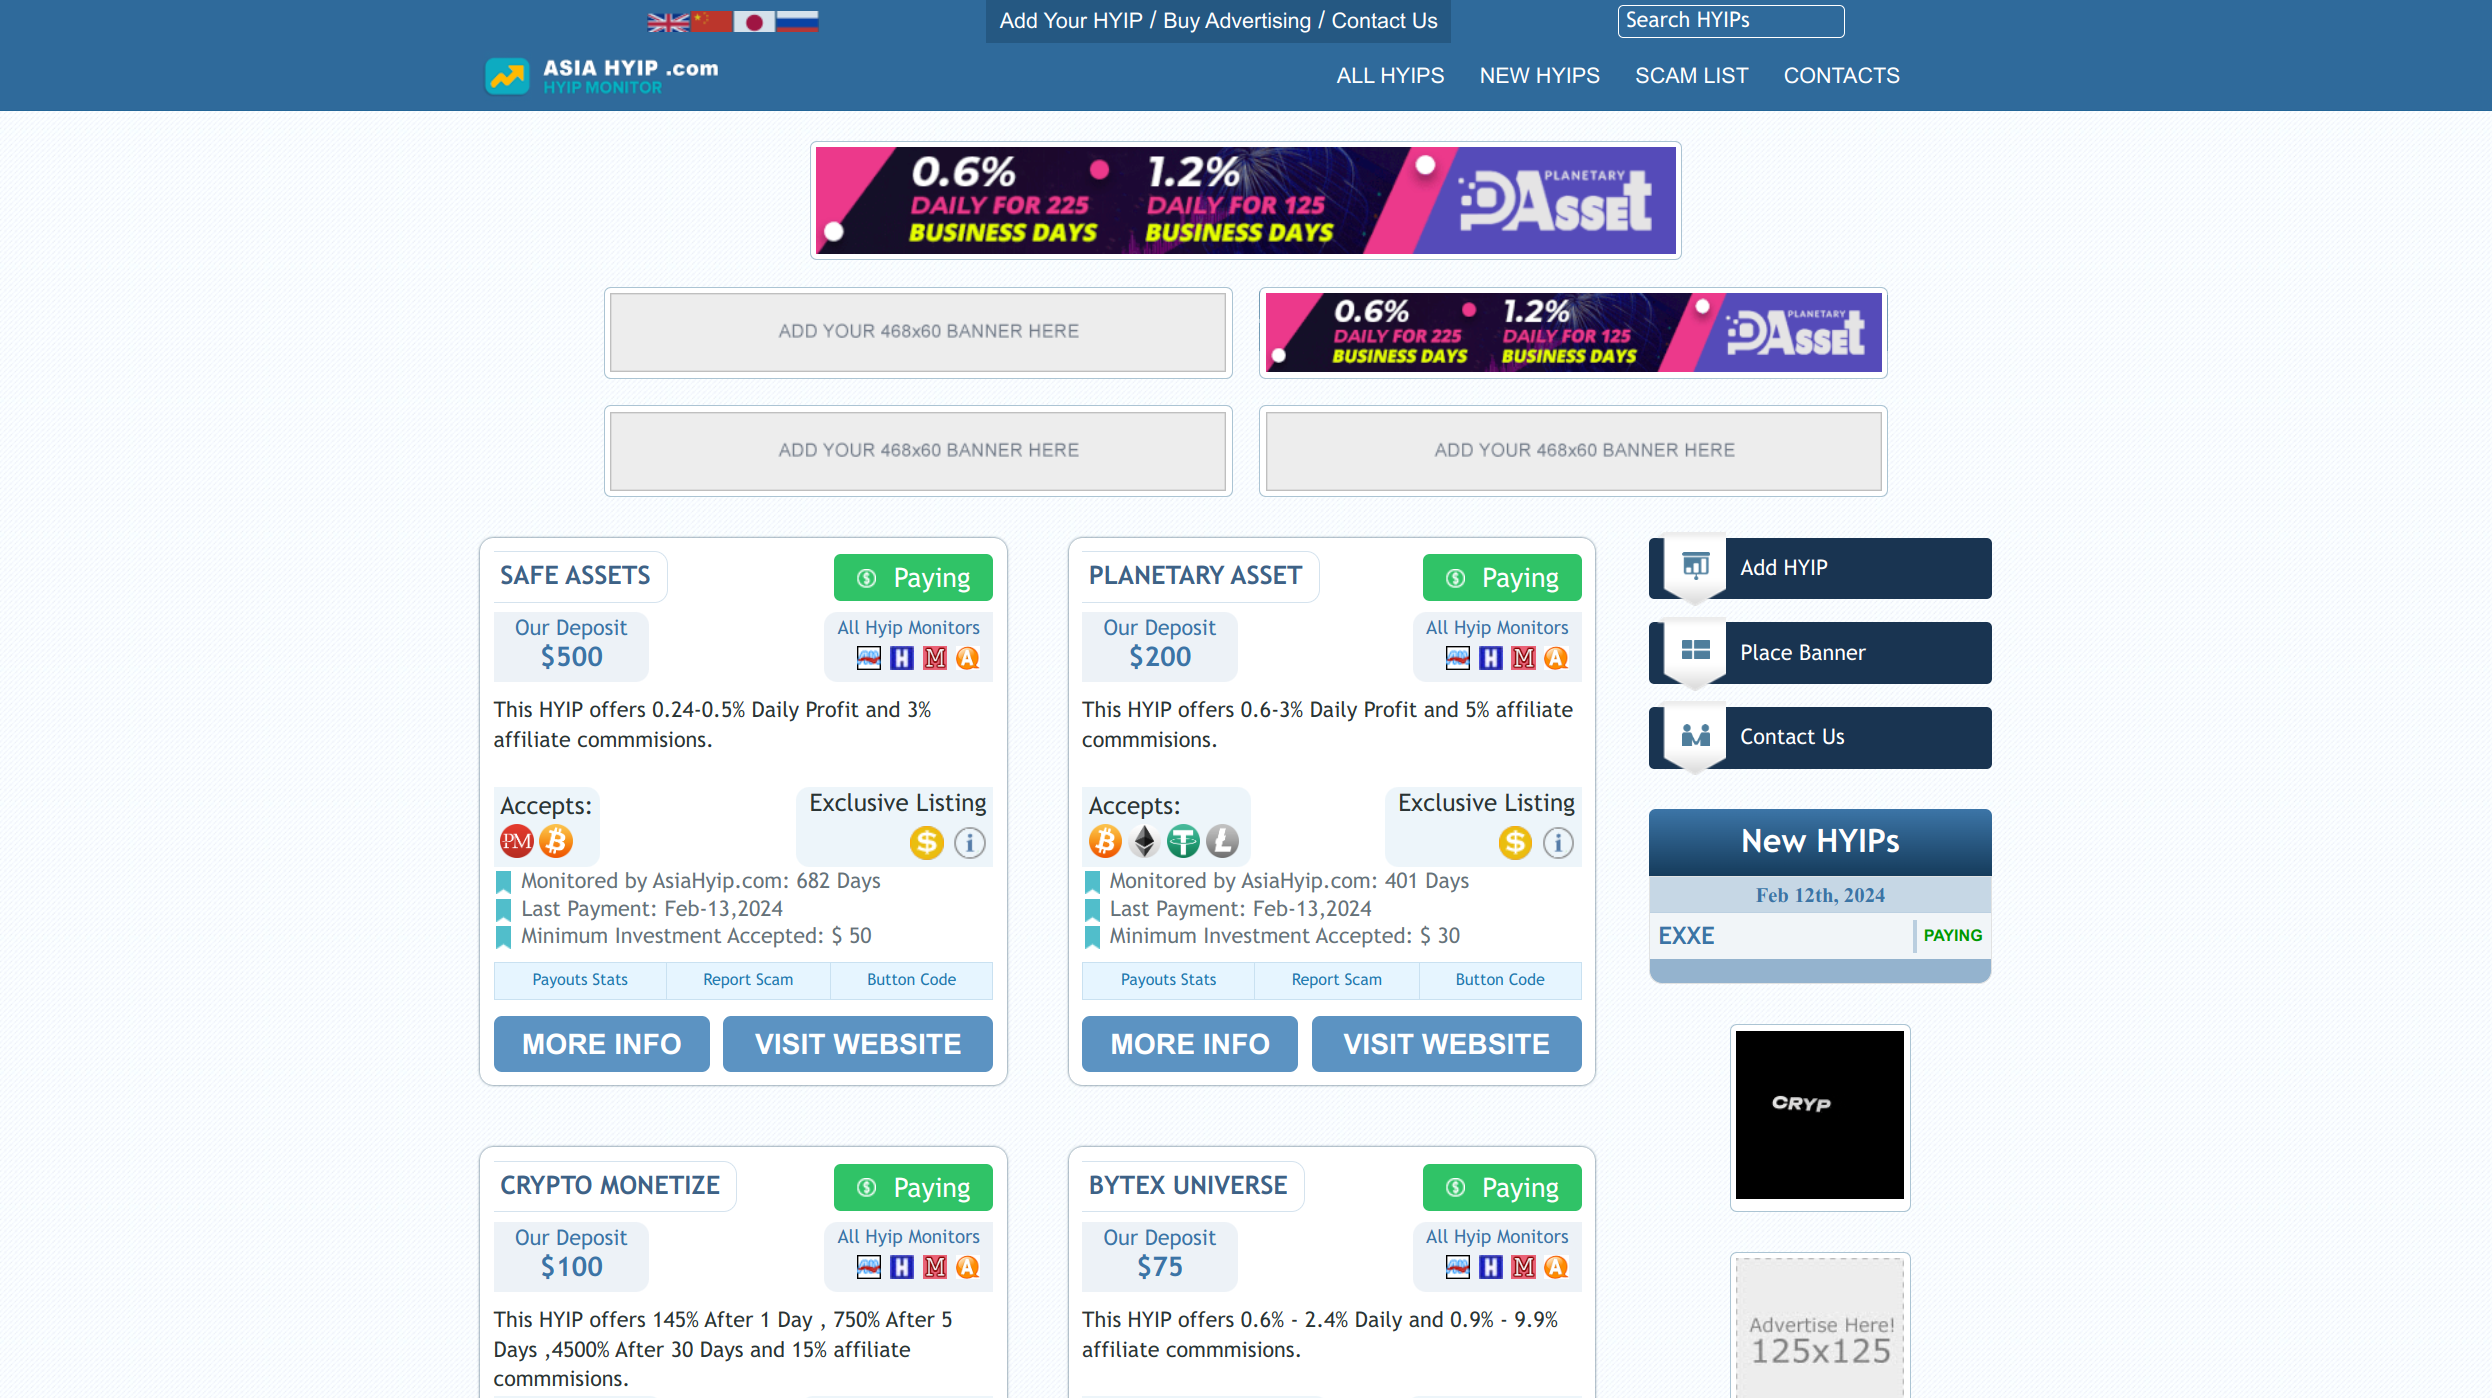 Add Your HYIP / Buy Advertising / Contact Us
Search HYIPs
ASIA HYIP .com
HYIP MONITOR
ALL HYIPS
NEW HYIPS
SCAM LIST
CONTACTS
0.6%
DAILY FOR 225
BUSINESS DAYS
1.2%
DAILY FOR 125
BUSINESS DAYS
PLANETARY
ASSET
ADD YOUR 468x60 BANNER HERE
0.6%
DAILY FOR 225
BUSINESS DAYS
1.2%
DAILY FOR 125
BUSINESS DAYS
PLANETARY
ASSET
ADD YOUR 468x60 BANNER HERE
ADD YOUR 468x60 BANNER HERE
SAFE ASSETS
Paying
Our Deposit
$500
All Hyip Monitors
H M A
This HYIP offers 0.24-0.5% Daily Profit and 3%
affiliate commmisions.
Accepts:
PM
Exclusive Listing
Monitored by AsiaHyip.com: 682 Days
Last Payment: Feb-13,2024
Minimum Investment Accepted: $ 50
Payouts Stats
Report Scam
Button Code
MORE INFO
VISIT WEBSITE
PLANETARY ASSET
Paying
Our Deposit
$200
All Hyip Monitors
H M A
This HYIP offers 0.6-3% Daily Profit and 5% affiliate
commmisions.
Accepts:
Exclusive Listing
Monitored by AsiaHyip.com: 401 Days
Last Payment: Feb-13,2024
Minimum Investment Accepted: $ 30
Payouts Stats
Report Scam
Button Code
MORE INFO
VISIT WEBSITE
Add HYIP
Place Banner
Contact Us
New HYIPs
Feb 12th, 2024
EXXE
PAYING
CRYP
Advertise Here!
125x125
CRYPTO MONETIZE
Paying
Our Deposit
$100
All Hyip Monitors
H M A
This HYIP offers 145% After 1 Day , 750% After 5
Days ,4500% After 30 Days and 15% affiliate
commmisions.
BYTEX UNIVERSE
Paying
Our Deposit
$75
All Hyip Monitors
H M A
This HYIP offers 0.6% - 2.4% Daily and 0.9% - 9.9%
affiliate commmisions.